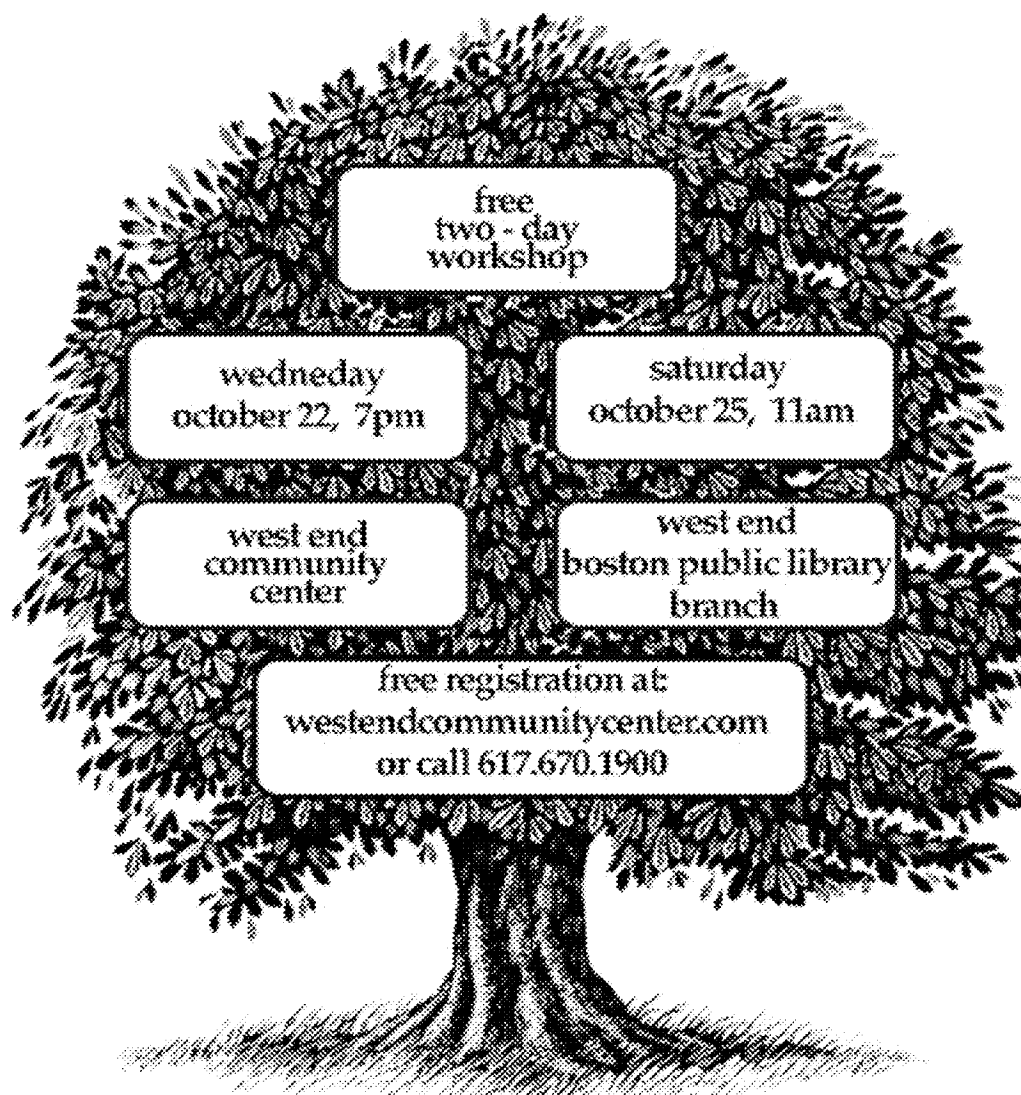 free
two - day
workshop
wedneday
october 22, 7pm
saturday
october 25, 11am
west end
community
center
west end
boston public library
branch
free registration at:
westendcommunitycenter.com
or call 617.670.1900